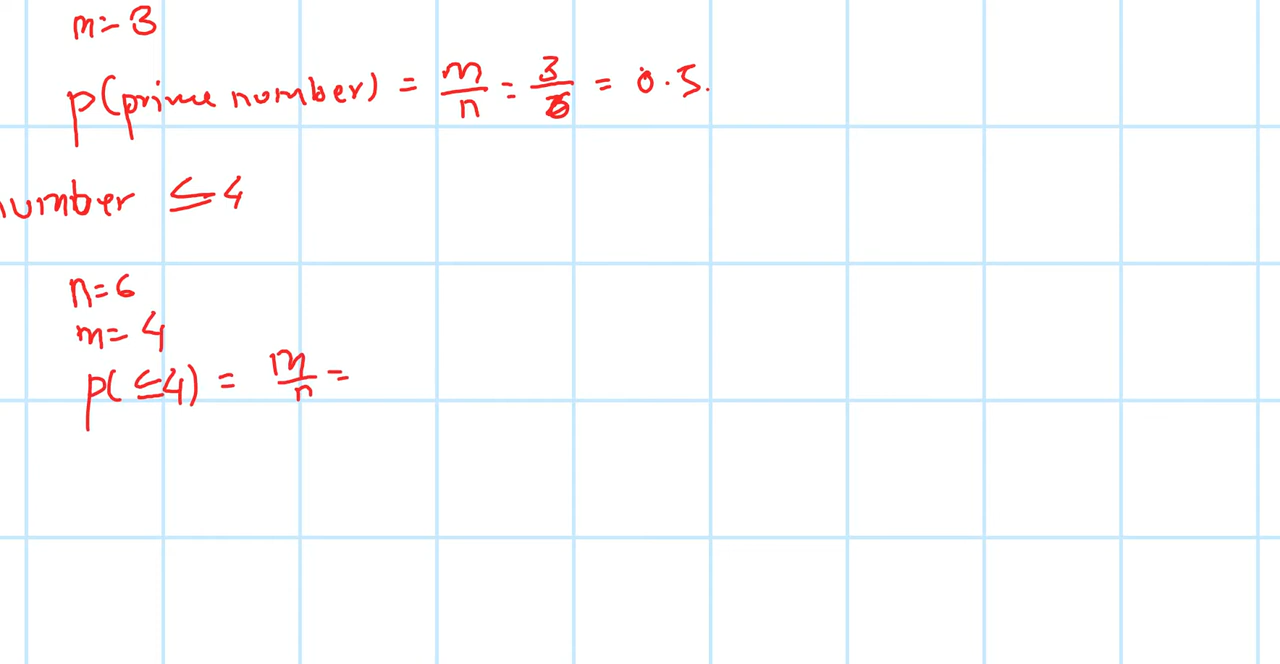 m= 3
p(prime number) = m/n = 3/6 = 0.5.
number ≤ 4
n=6
m= 4
p( ≤4) = m/n =